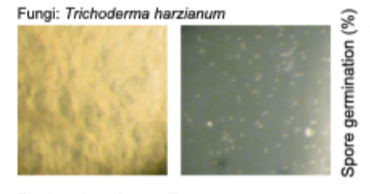 Fungi: Trichoderma harzianum
Spore germination (%)